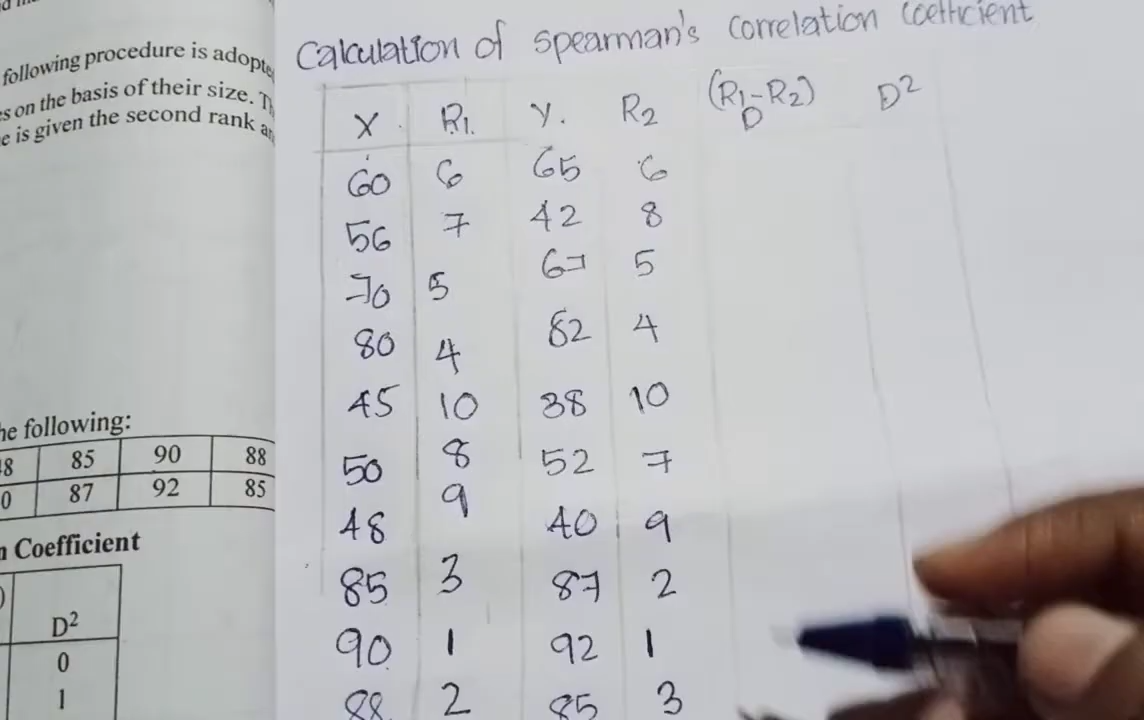 following procedure is
s on the basis of their size.
e is given the second rank
he following:
8 85 90 88
0 87 92 85
Coefficient
D²
0
1
Calculation of Spearman's Correlation Coefficient
X R1. Y. R2 (R1-R2) D²
D
60 6 65 6
56 7 42 8
70 5 67 5
80 4 82 4
45 10 38 10
50 8 52 7
48 9 40 9
85 3 87 2
90 1 92 1
88 2 85 3